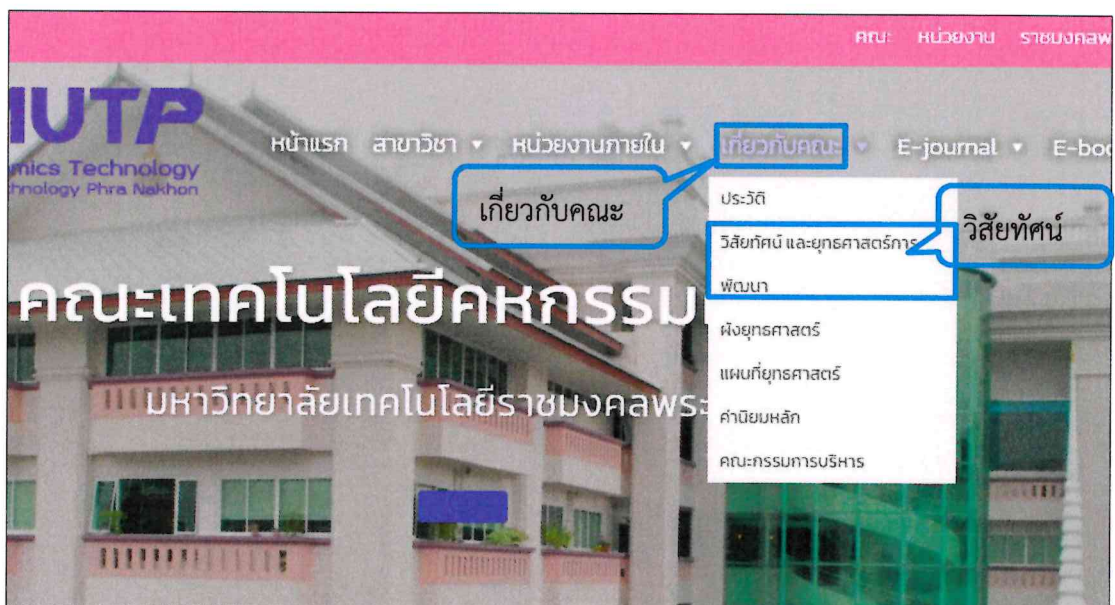 คณะ หน่วยงาน ราชมงคลพ
IUTP
mics Technology
chnology Phra Nakhon
หน้าแรก สาขาวิชา หน่วยงานภายใน เกี่ยวกับคณะ E-journal E-boo
เกี่ยวกับคณะ
ประวัติ
วิสัยทัศน์ และยุทธศาสตร์การ
พัฒนา
วิสัยทัศน์
ผังยุทธศาสตร์
แผนที่ยุทธศาสตร์
ค่านิยมหลัก
คณะกรรมการบริหาร
คณะเทคโนโลยีคหกรรม
มหาวิทยาลัยเทคโนโลยีราชมงคลพระ